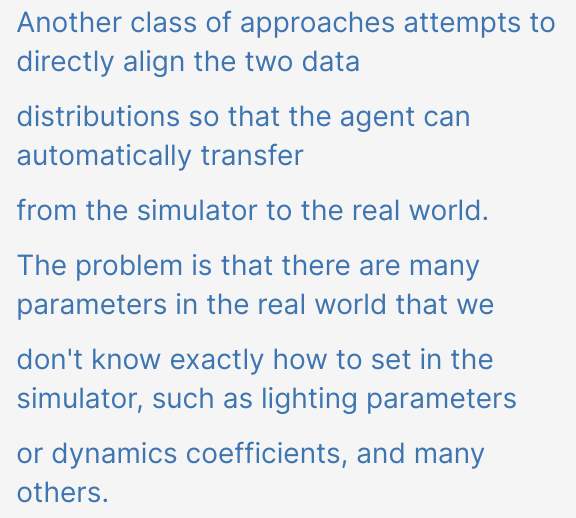 Another class of approaches attempts to
directly align the two data
distributions so that the agent can
automatically transfer
from the simulator to the real world.
The problem is that there are many
parameters in the real world that we
don't know exactly how to set in the
simulator, such as lighting parameters
or dynamics coefficients, and many
others.